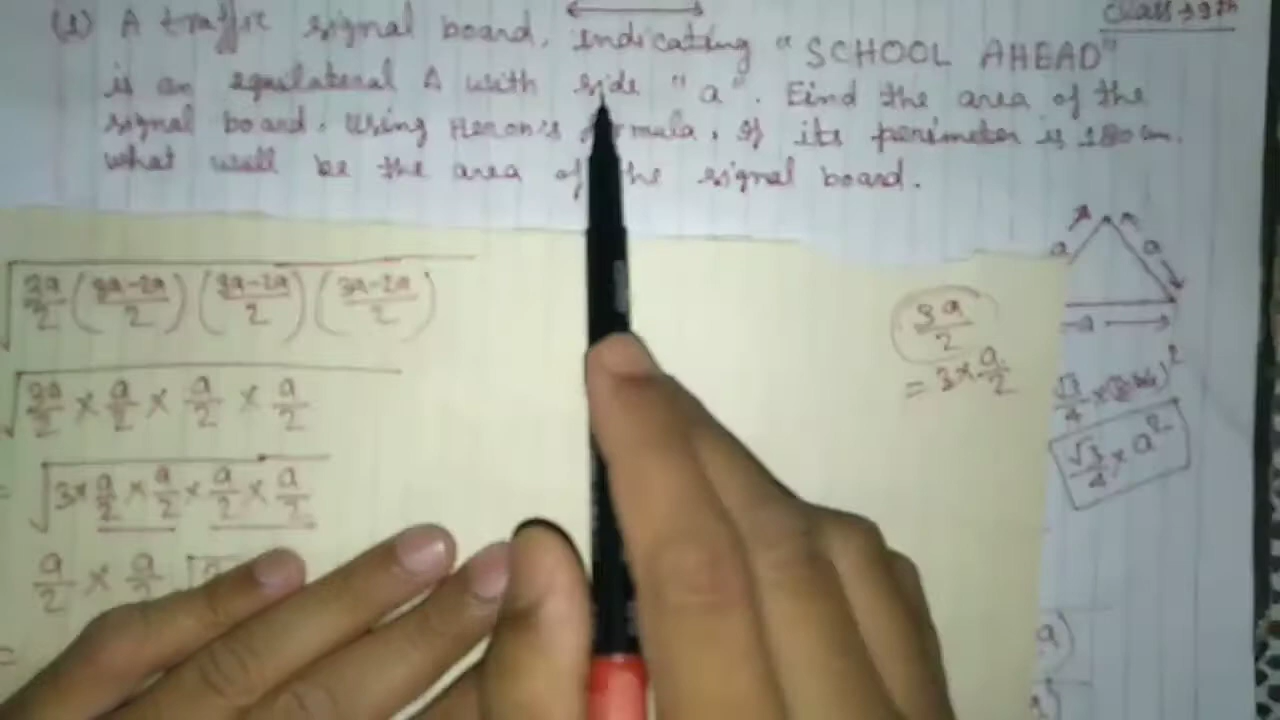 Class → 9th
(1) A traffic signal board, indicating "SCHOOL AHEAD"
is an equilateral Δ with side "a". Find the area of the
signal board. Using Heron's formula, If its perimeter is 180cm.
what will be the area of the signal board.
a a
a
√3a/2 (3a-2a/2) (3a-2a/2) (3a-2a/2)
3a/2
= 3 × a/2
√3a/2 × a/2 × a/2 × a/2
√3/4 × a²
= √3 × a/2 × a/2 × a/2 × a/2
a/2 × a/2
=